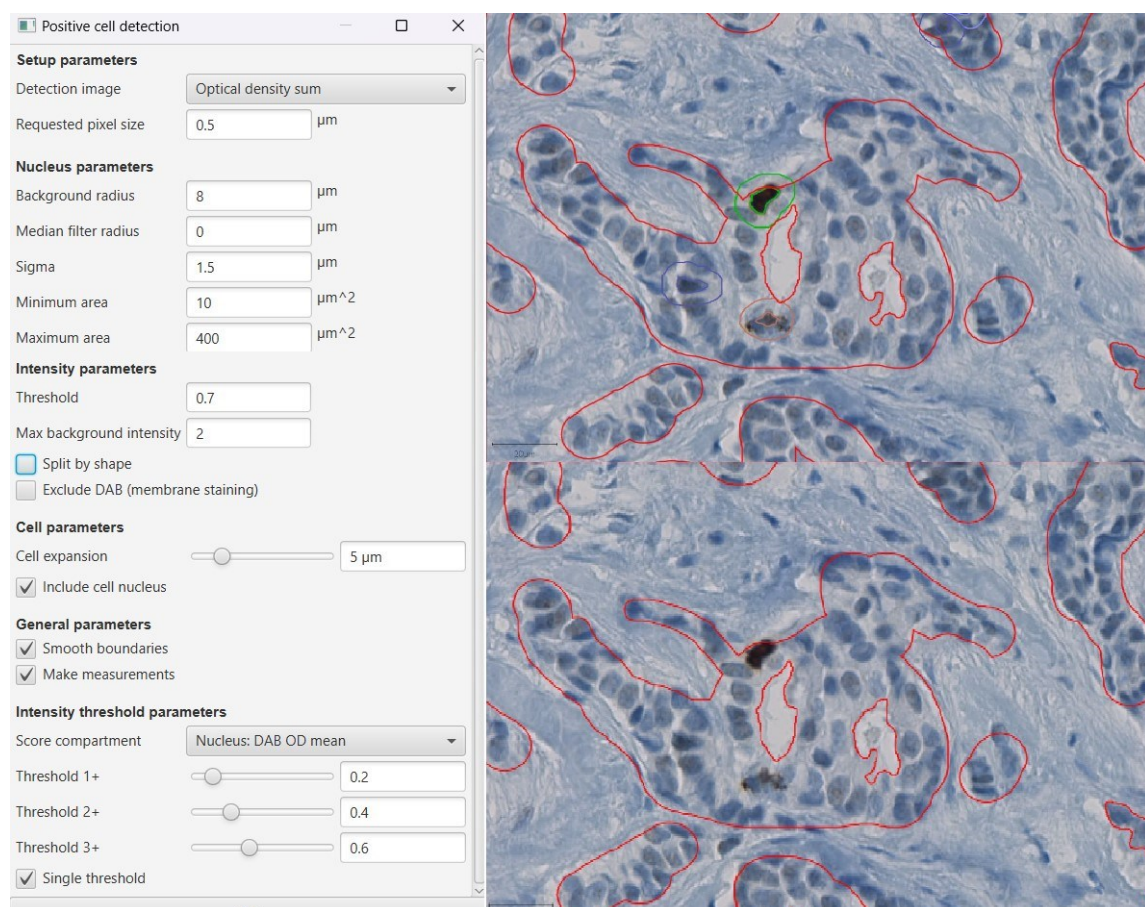 Positive cell detection
Setup parameters
Detection image Optical density sum
Requested pixel size 0.5 µm
Nucleus parameters
Background radius 8 µm
Median filter radius 0 µm
Sigma 1.5 µm
Minimum area 10 µm^2
Maximum area 400 µm^2
Intensity parameters
Threshold 0.7
Max background intensity 2
Split by shape
Exclude DAB (membrane staining)
Cell parameters
Cell expansion 5 µm
Include cell nucleus
General parameters
Smooth boundaries
Make measurements
Intensity threshold parameters
Score compartment Nucleus: DAB OD mean
Threshold 1+ 0.2
Threshold 2+ 0.4
Threshold 3+ 0.6
Single threshold
20µm